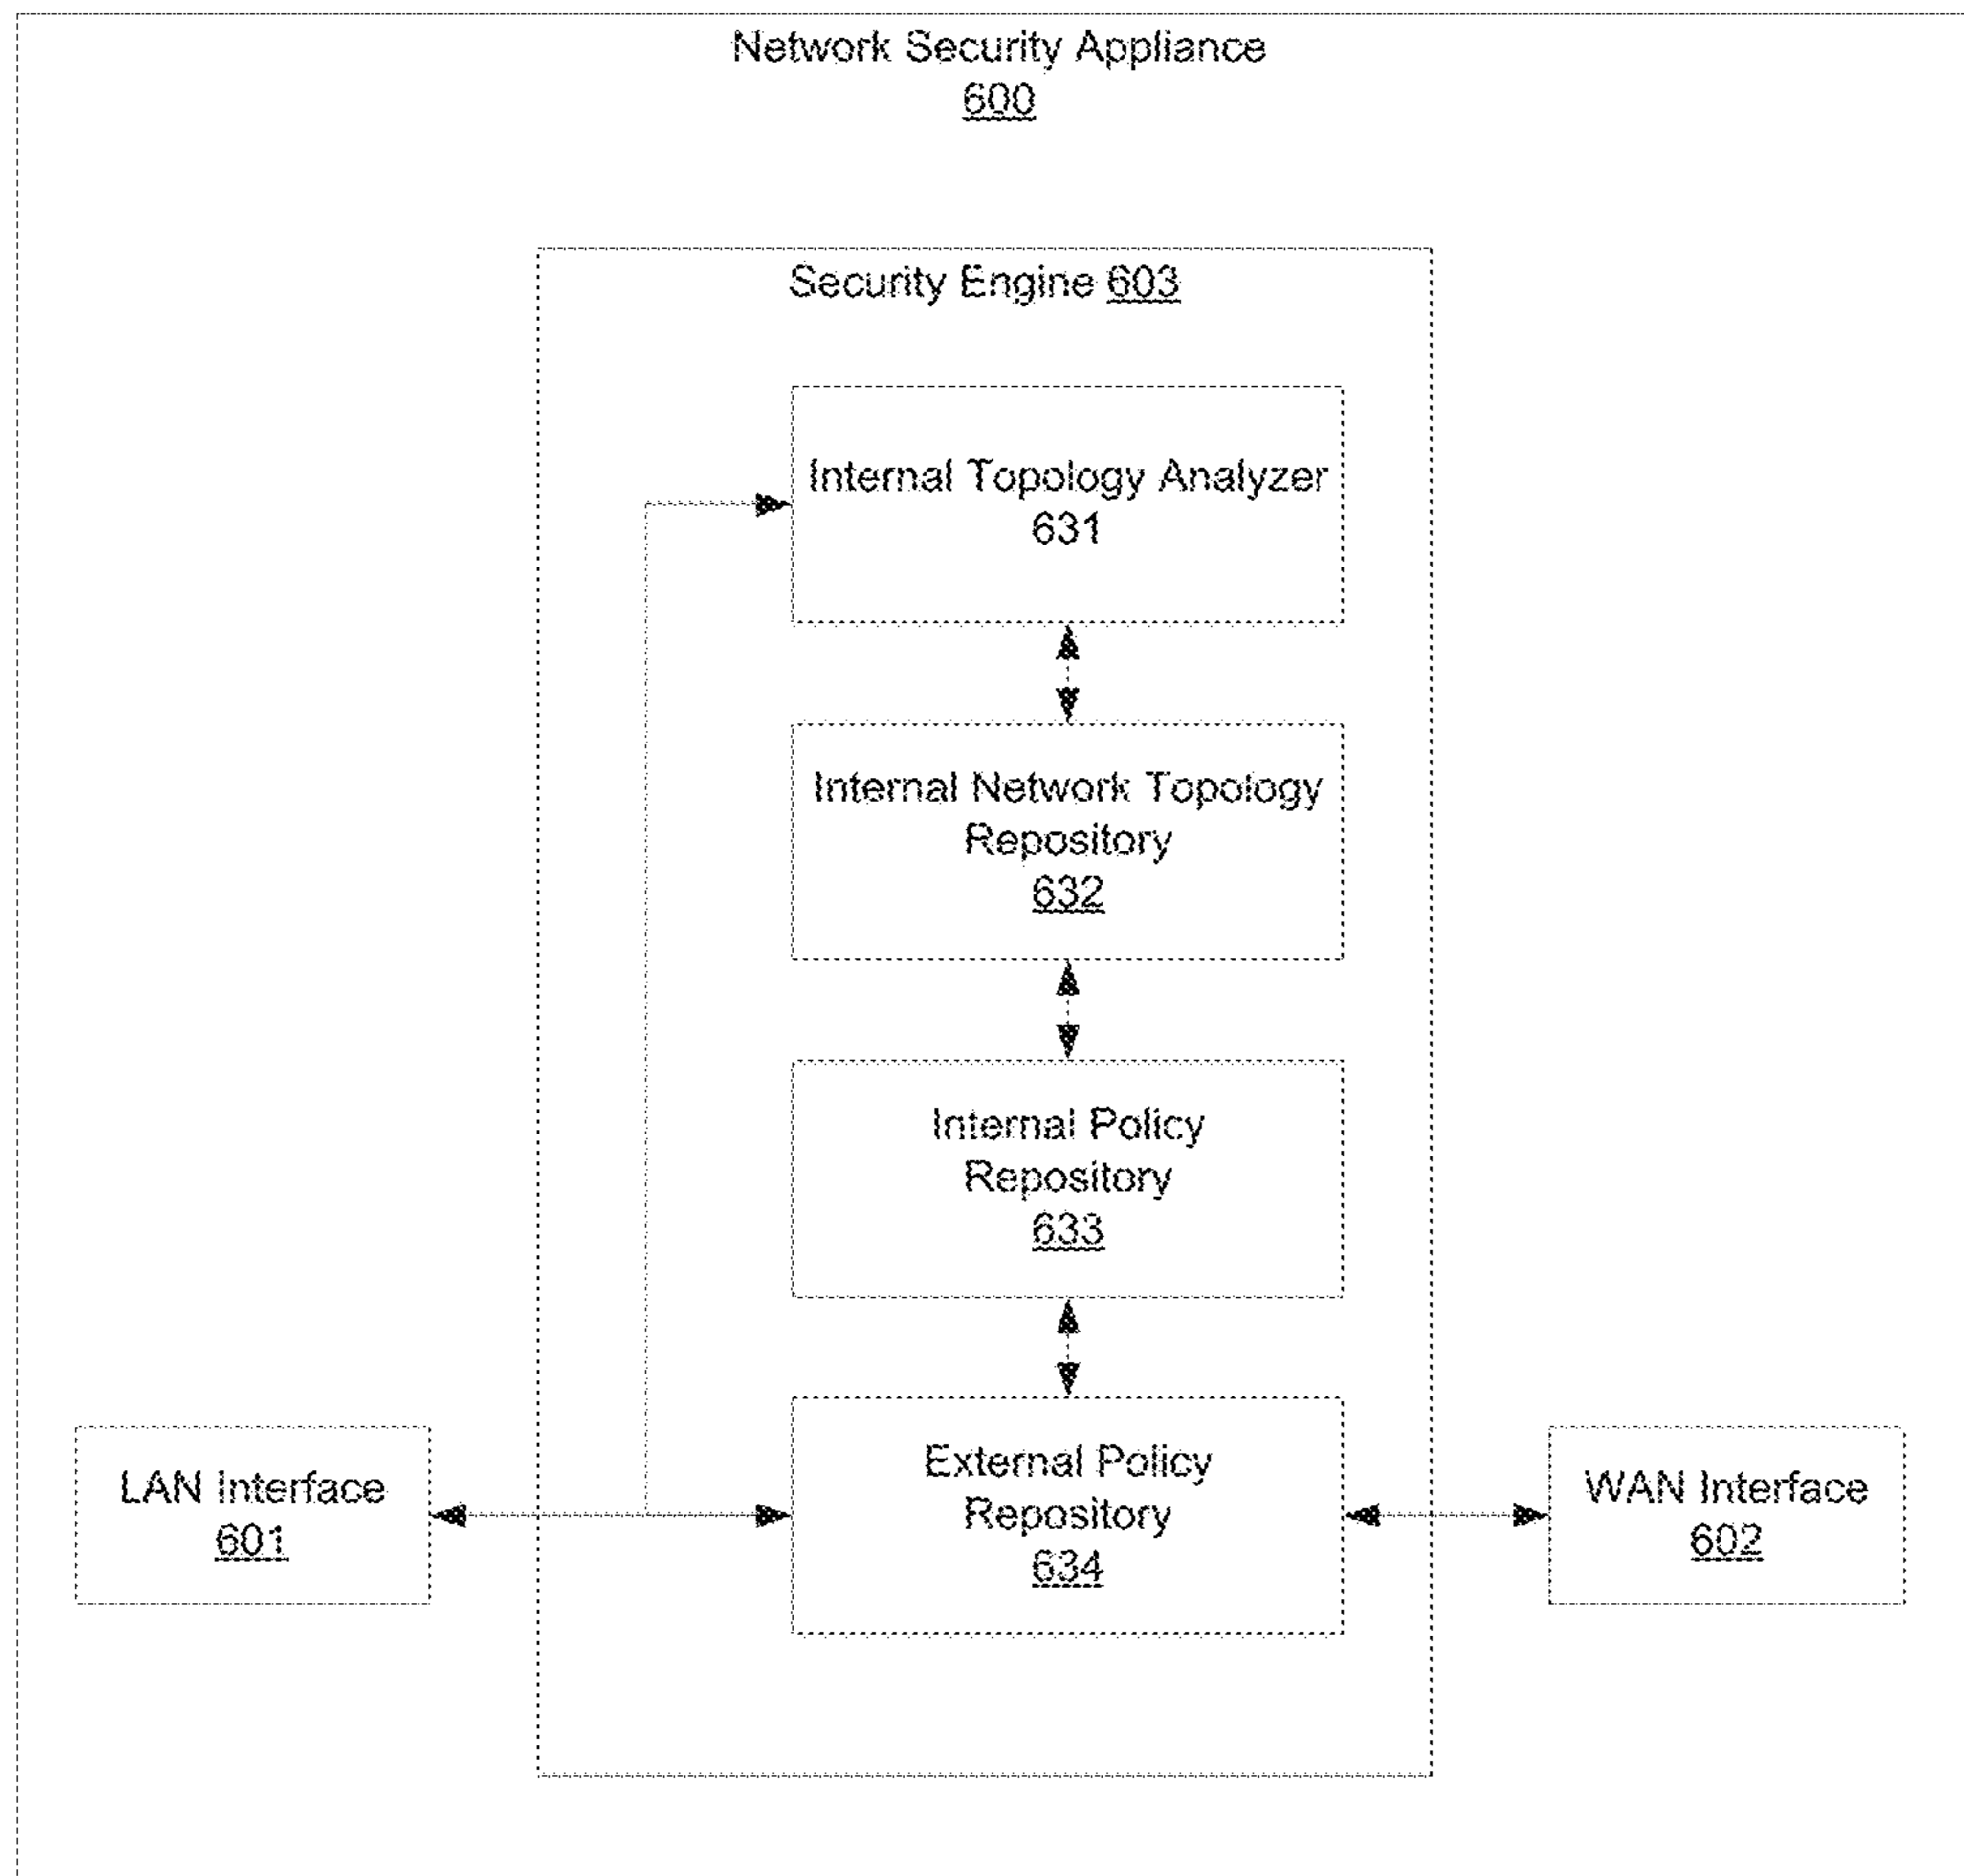 Network Security Appliance
600
Security Engine 603
Internal Topology Analyzer
631
Internal Network Topology
Repository
632
Internal Policy
Repository
633
External Policy
Repository
634
LAN Interface
601
WAN Interface
602